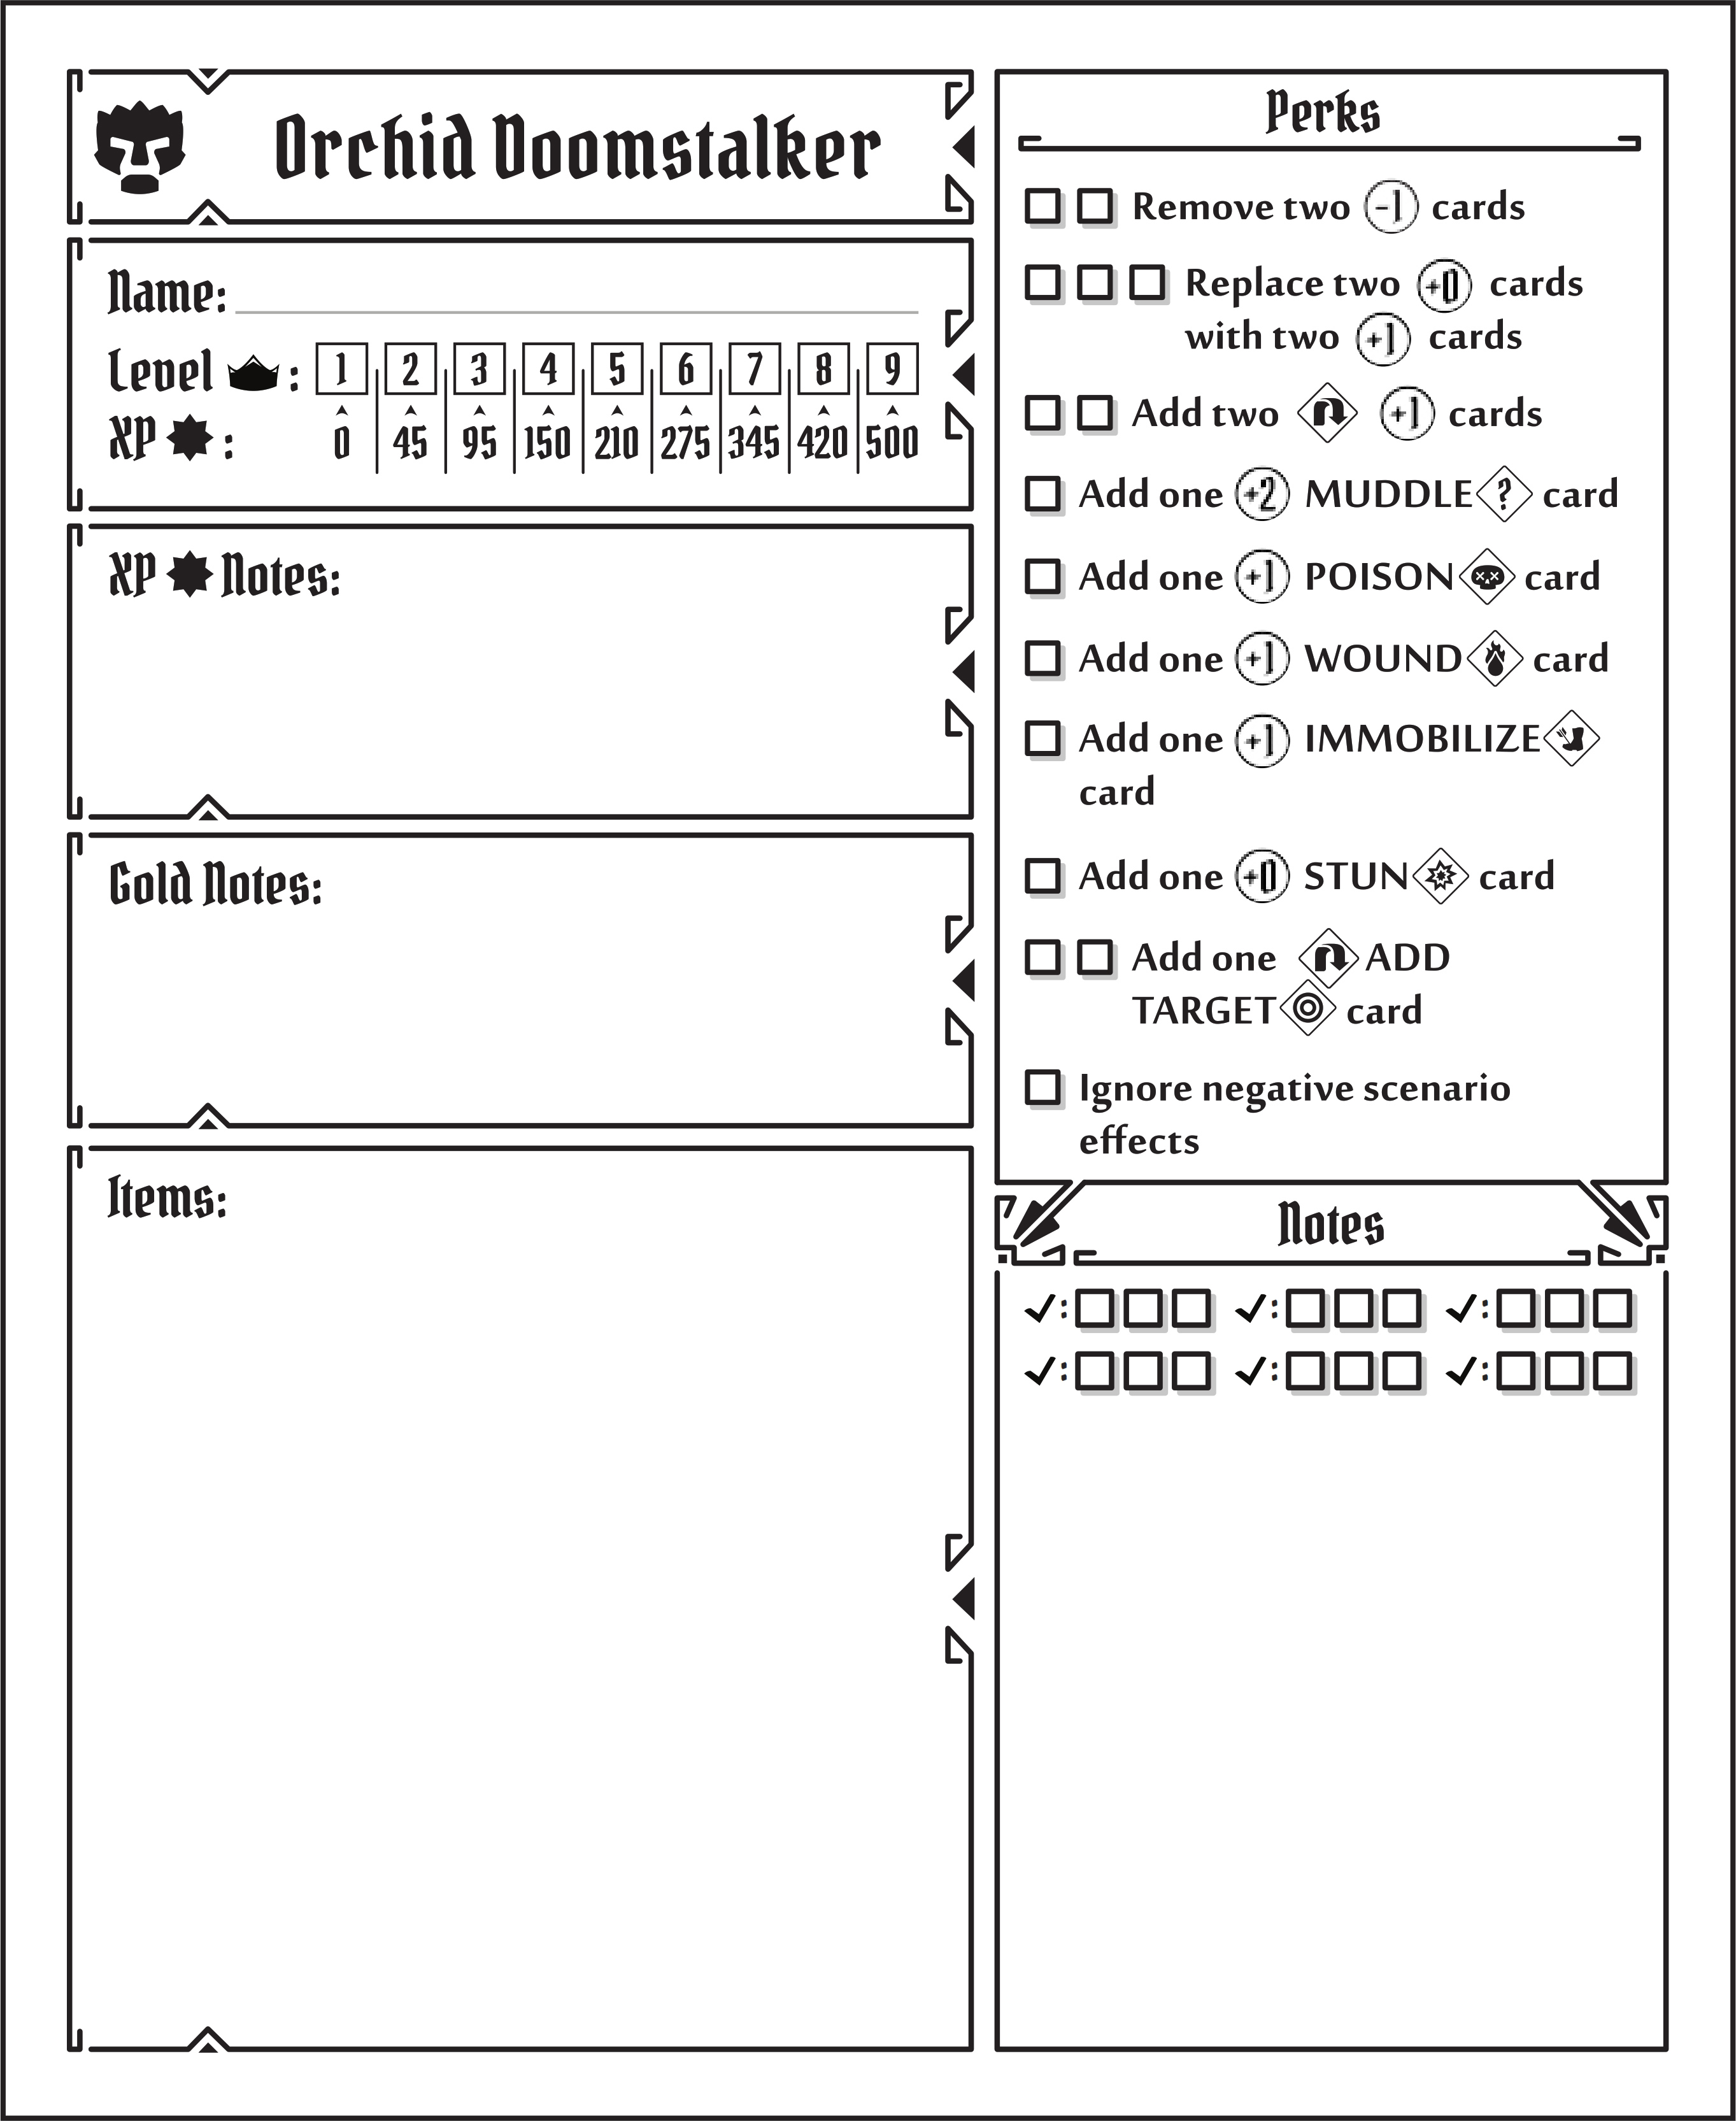 Orchid Doomstalker
Name:
Level :
1 2 3 4 5 6 7 8 9
XP :
0 45 95 150 210 275 345 420 500
XP Notes:
Gold Notes:
Items:
Perks
Remove two -1 cards
Replace two +0 cards
with two +1 cards
Add two +1 cards
Add one +2 MUDDLE ? card
Add one +1 POISON card
Add one +1 WOUND card
Add one +1 IMMOBILIZE
card
Add one +0 STUN card
Add one ADD
TARGET card
Ignore negative scenario
effects
Notes
✓: ✓: ✓:
✓: ✓: ✓: